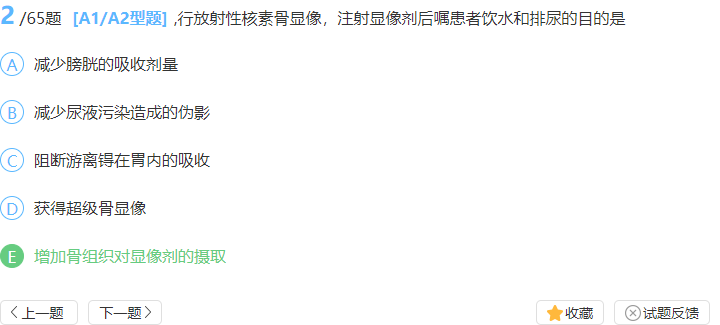 2 /65题 [A1/A2型题] ,行放射性核素骨显像，注射显像剂后嘱患者饮水和排尿的目的是
A 减少膀胱的吸收剂量
B 减少尿液污染造成的伪影
C 阻断游离锝在胃内的吸收
D 获得超级骨显像
E 增加骨组织对显像剂的摄取
上一题 下一题 收藏 试题反馈